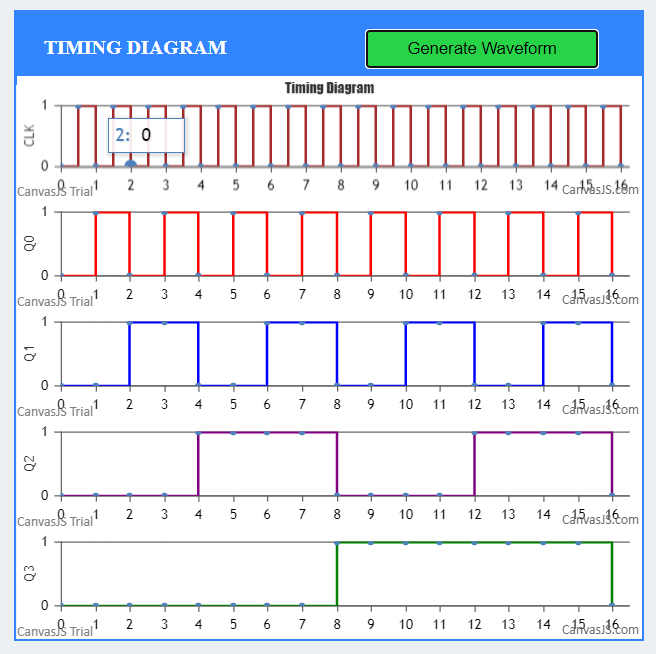 TIMING DIAGRAM
Generate Waveform
Timing Diagram
CLK
1
0
2: 0
0 1 2 3 4 5 6 7 8 9 10 11 12 13 14 15 16
CanvasJS Trial
CanvasJS.com
Q0
1
0
0 1 2 3 4 5 6 7 8 9 10 11 12 13 14 15 16
CanvasJS Trial
CanvasJS.com
Q1
1
0
0 1 2 3 4 5 6 7 8 9 10 11 12 13 14 15 16
CanvasJS Trial
CanvasJS.com
Q2
1
0
0 1 2 3 4 5 6 7 8 9 10 11 12 13 14 15 16
CanvasJS Trial
CanvasJS.com
Q3
1
0
0 1 2 3 4 5 6 7 8 9 10 11 12 13 14 15 16
CanvasJS Trial
CanvasJS.com